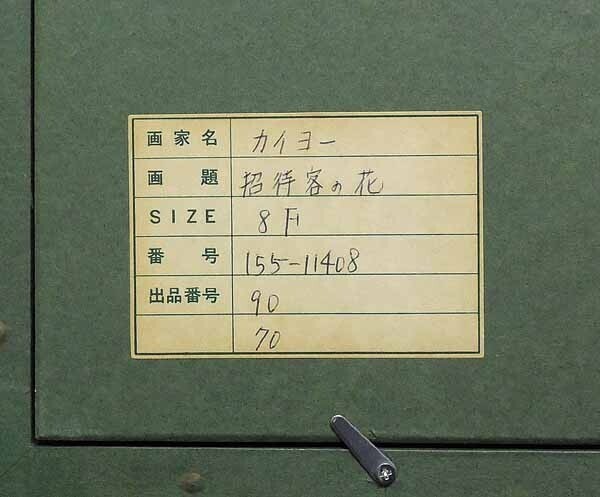 画家名 カイヨー
画題 招待客の花
SIZE 8F
番号 155-11408
出品番号 90
70